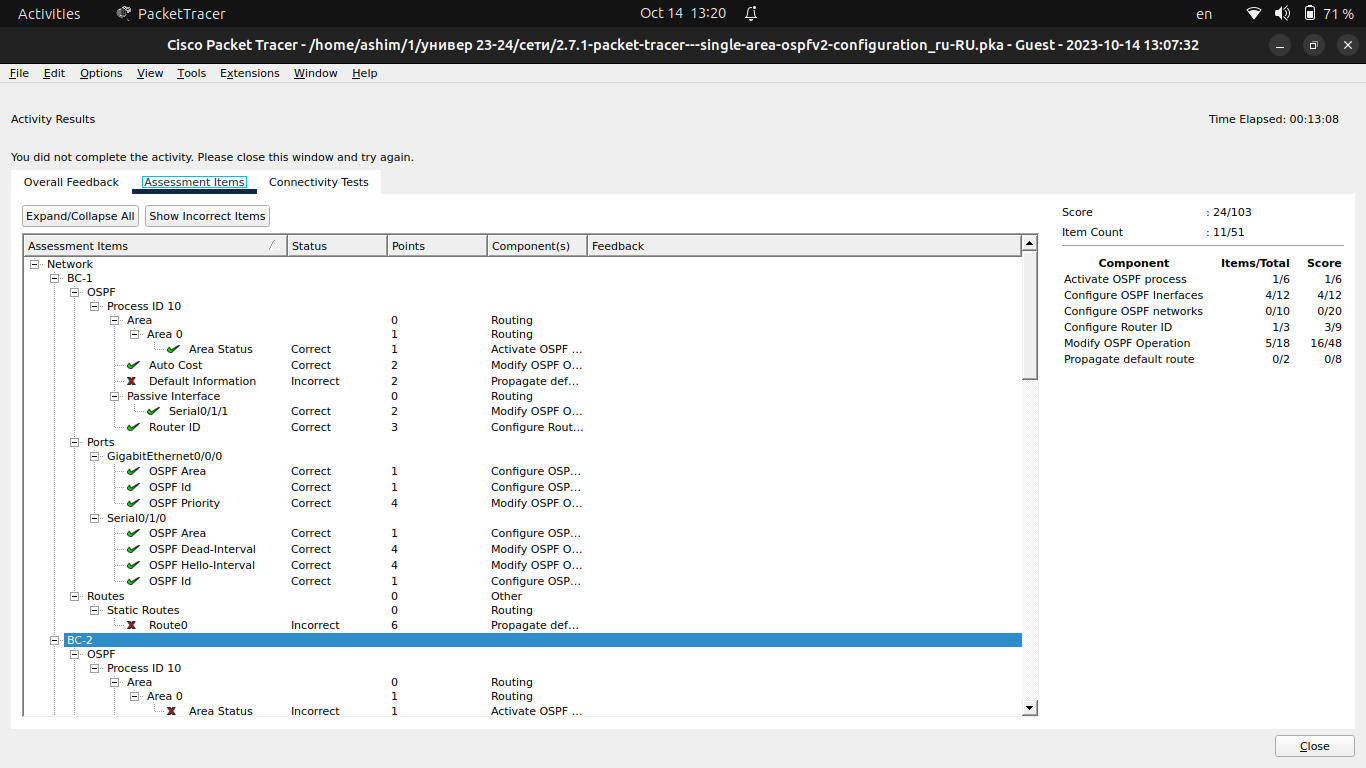 Activities PacketTracer Oct 14 13:20 en 71 %
Cisco Packet Tracer - /home/ashim/1/универ 23-24/сети/2.7.1-packet-tracer---single-area-ospfv2-configuration_ru-RU.pka - Guest - 2023-10-14 13:07:32
File Edit Options View Tools Extensions Window Help
Activity Results Time Elapsed: 00:13:08
You did not complete the activity. Please close this window and try again.
Overall Feedback Assessment Items Connectivity Tests
Expand/Collapse All Show Incorrect Items
Assessment Items Status Points Component(s) Feedback
Network
BC-1
OSPF
Process ID 10
Area 0 Routing
Area 0 1 Routing
Area Status Correct 1 Activate OSPF ...
Auto Cost Correct 2 Modify OSPF O...
Default Information Incorrect 2 Propagate def...
Passive Interface 0 Routing
Serial0/1/1 Correct 2 Modify OSPF O...
Router ID Correct 3 Configure Rout...
Ports
GigabitEthernet0/0/0
OSPF Area Correct 1 Configure OSP...
OSPF Id Correct 1 Configure OSP...
OSPF Priority Correct 4 Modify OSPF O...
Serial0/1/0
OSPF Area Correct 1 Configure OSP...
OSPF Dead-Interval Correct 4 Modify OSPF O...
OSPF Hello-Interval Correct 4 Modify OSPF O...
OSPF Id Correct 1 Configure OSP...
Routes 0 Other
Static Routes 0 Routing
Route0 Incorrect 6 Propagate def...
BC-2
OSPF
Process ID 10
Area 0 Routing
Area 0 1 Routing
Area Status Incorrect 1 Activate OSPF ...
Score : 24/103
Item Count : 11/51
Component Items/Total Score
Activate OSPF process 1/6 1/6
Configure OSPF Inerfaces 4/12 4/12
Configure OSPF networks 0/10 0/20
Configure Router ID 1/3 3/9
Modify OSPF Operation 5/18 16/48
Propagate default route 0/2 0/8
Close